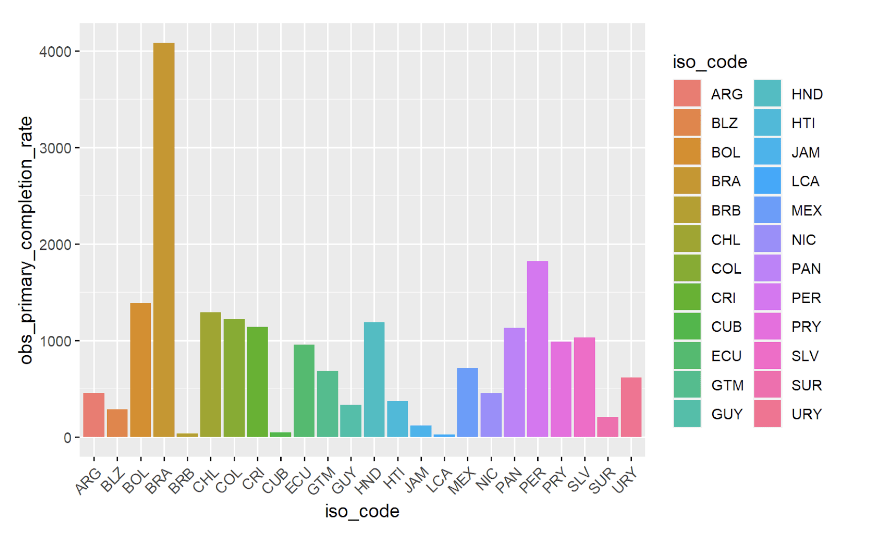 obs_primary_completion_rate
4000
3000
2000
1000
0
ARG BLZ BOL BRA BRB CHL COL CRI CUB ECU GTM GUY HND HTI JAM LCA MEX NIC PAN PER PRY SLV SUR URY
iso_code
iso_code
ARG HND
BLZ HTI
BOL JAM
BRA LCA
BRB MEX
CHL NIC
COL PAN
CRI PER
CUB PRY
ECU SLV
GTM SUR
GUY URY